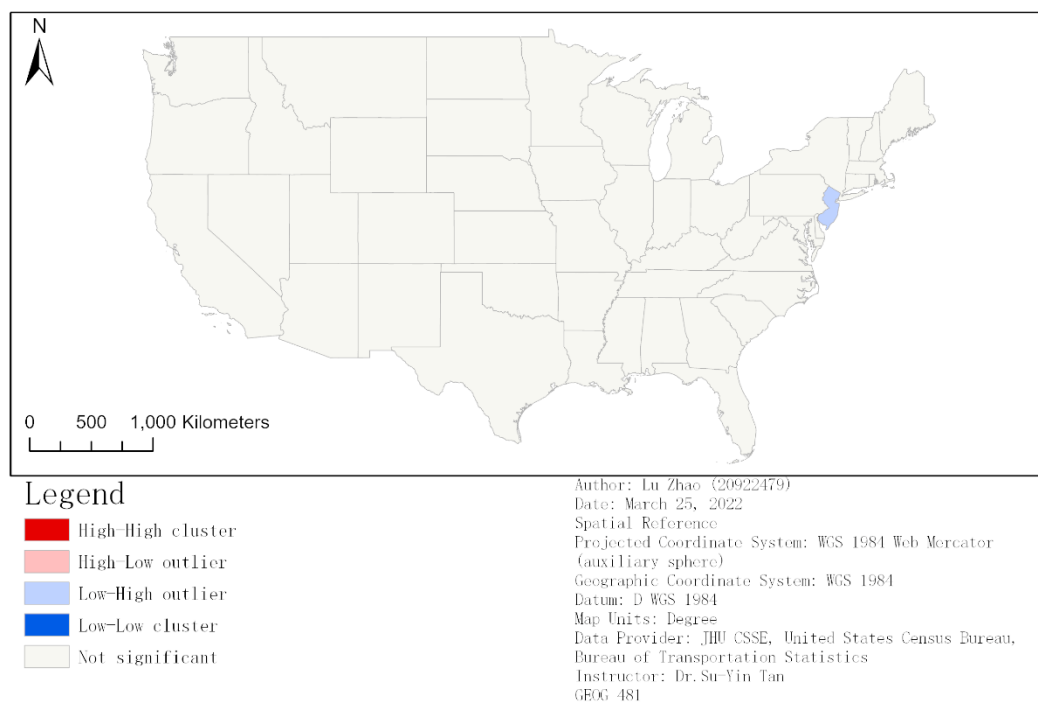 N
0 500 1,000 Kilometers
Legend
High-High cluster
High-Low outlier
Low-High outlier
Low-Low cluster
Not significant
Author: Lu Zhao (20922479)
Date: March 25, 2022
Spatial Reference
Projected Coordinate System: WGS 1984 Web Mercator
(auxiliary sphere)
Geographic Coordinate System: WGS 1984
Datum: D WGS 1984
Map Units: Degree
Data Provider: JHU CSSE, United States Census Bureau,
Bureau of Transportation Statistics
Instructor: Dr.Su-Yin Tan
GEOG 481